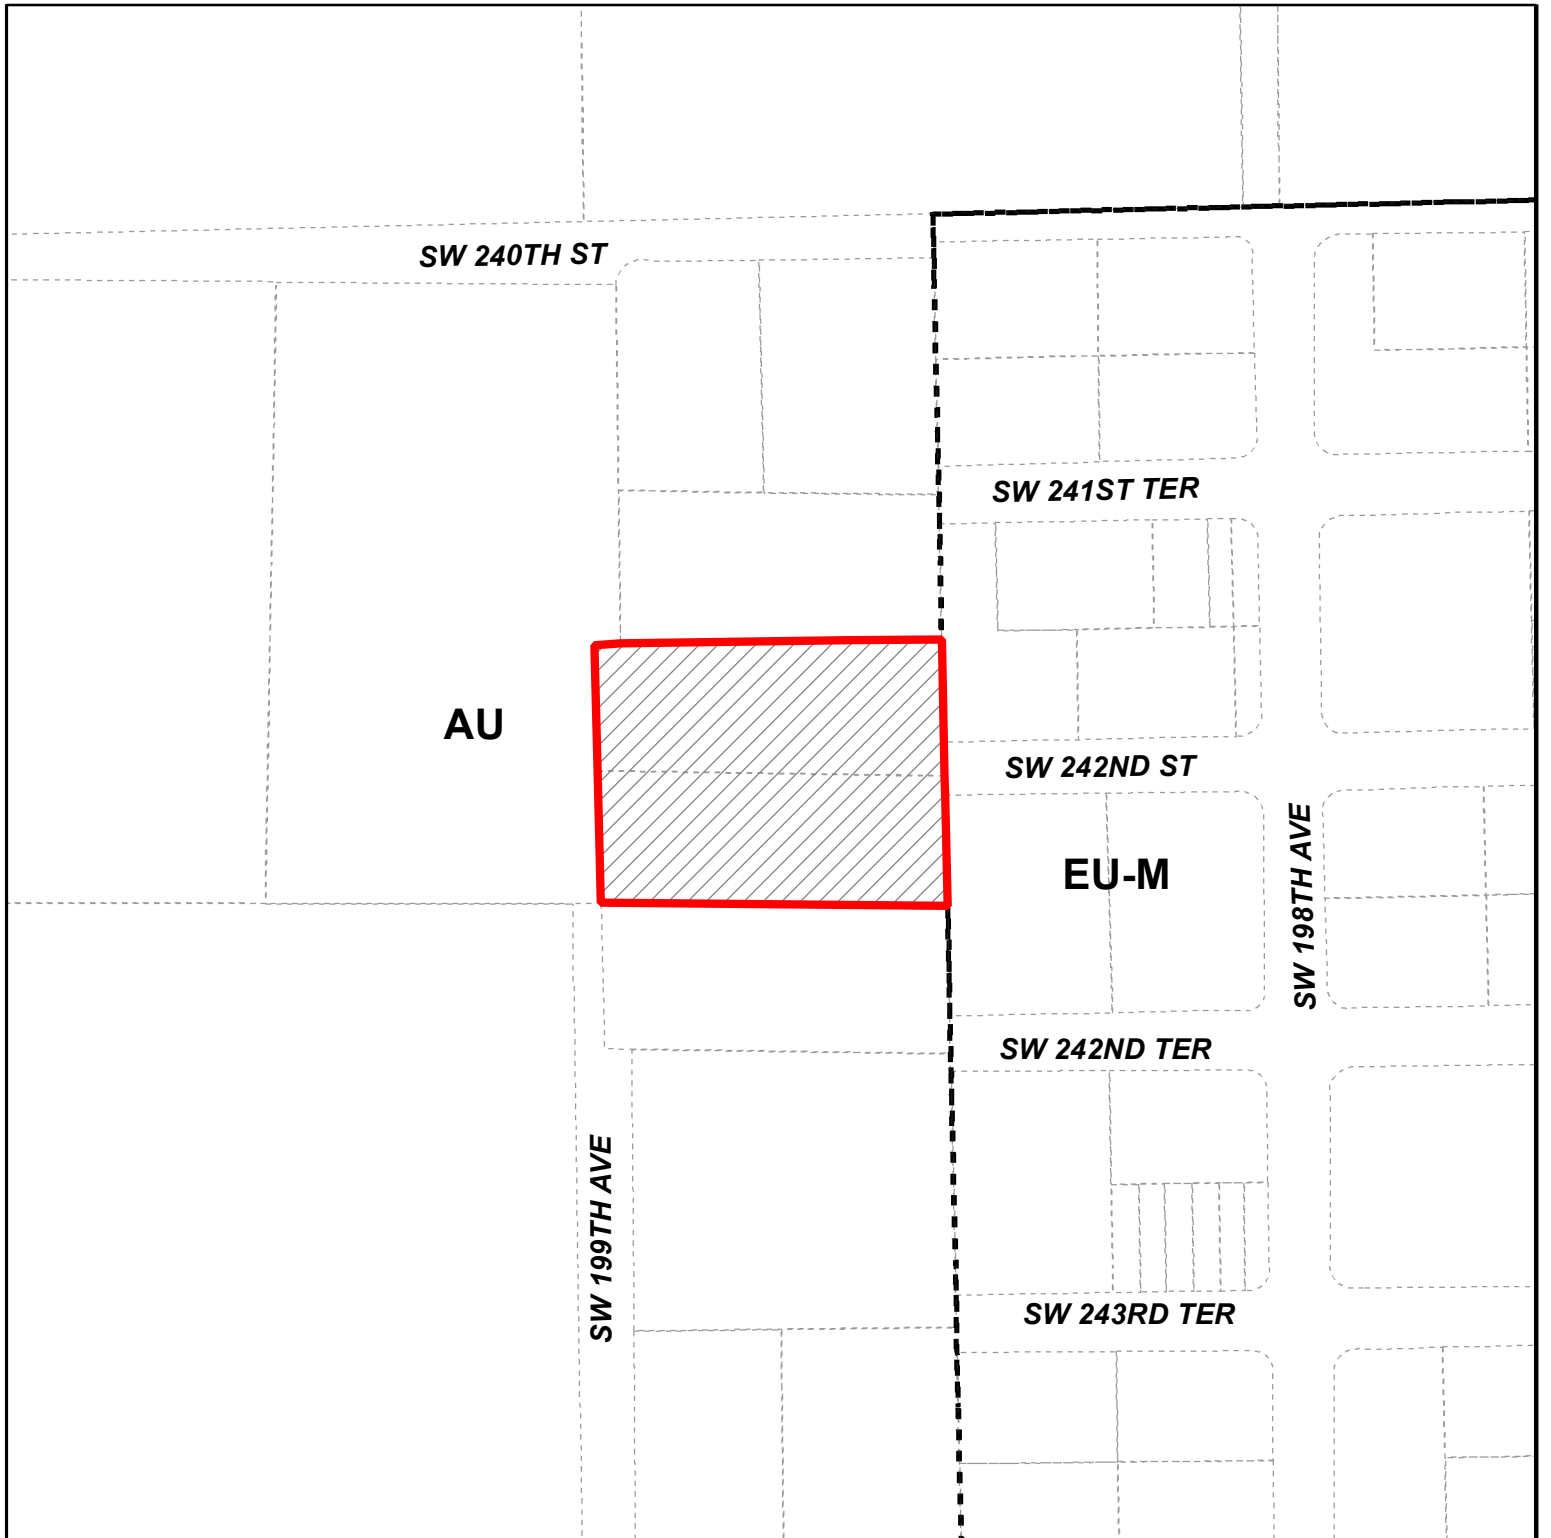 SW 240TH ST
SW 241ST TER
AU
SW 242ND ST
EU-M
SW 198TH AVE
SW 242ND TER
SW 199TH AVE
SW 243RD TER